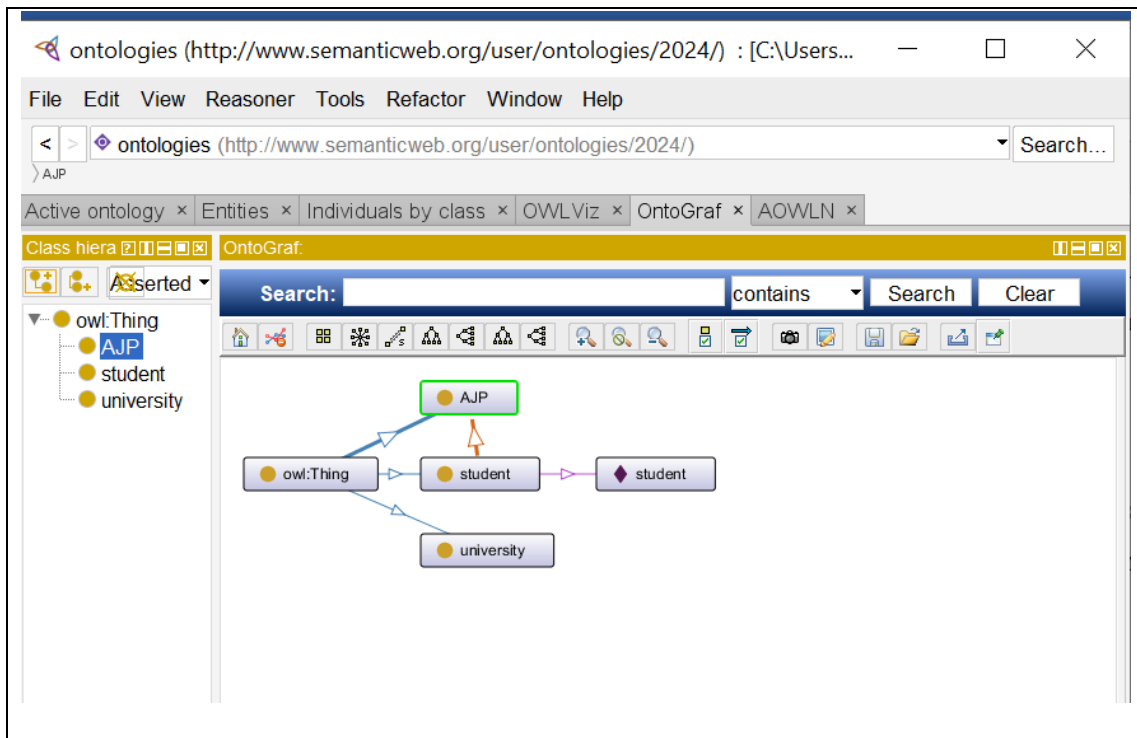 ontologies (http://www.semanticweb.org/user/ontologies/2024/) : [C:\Users...
File Edit View Reasoner Tools Refactor Window Help
< > ontologies (http://www.semanticweb.org/user/ontologies/2024/) Search...
AJP
Active ontology × Entities × Individuals by class × OWLViz × OntoGraf × AOWLN ×
Class hiera
OntoGraf:
Asserted
Search: contains Search Clear
owl:Thing
AJP
student
university
AJP
owl:Thing student student
university